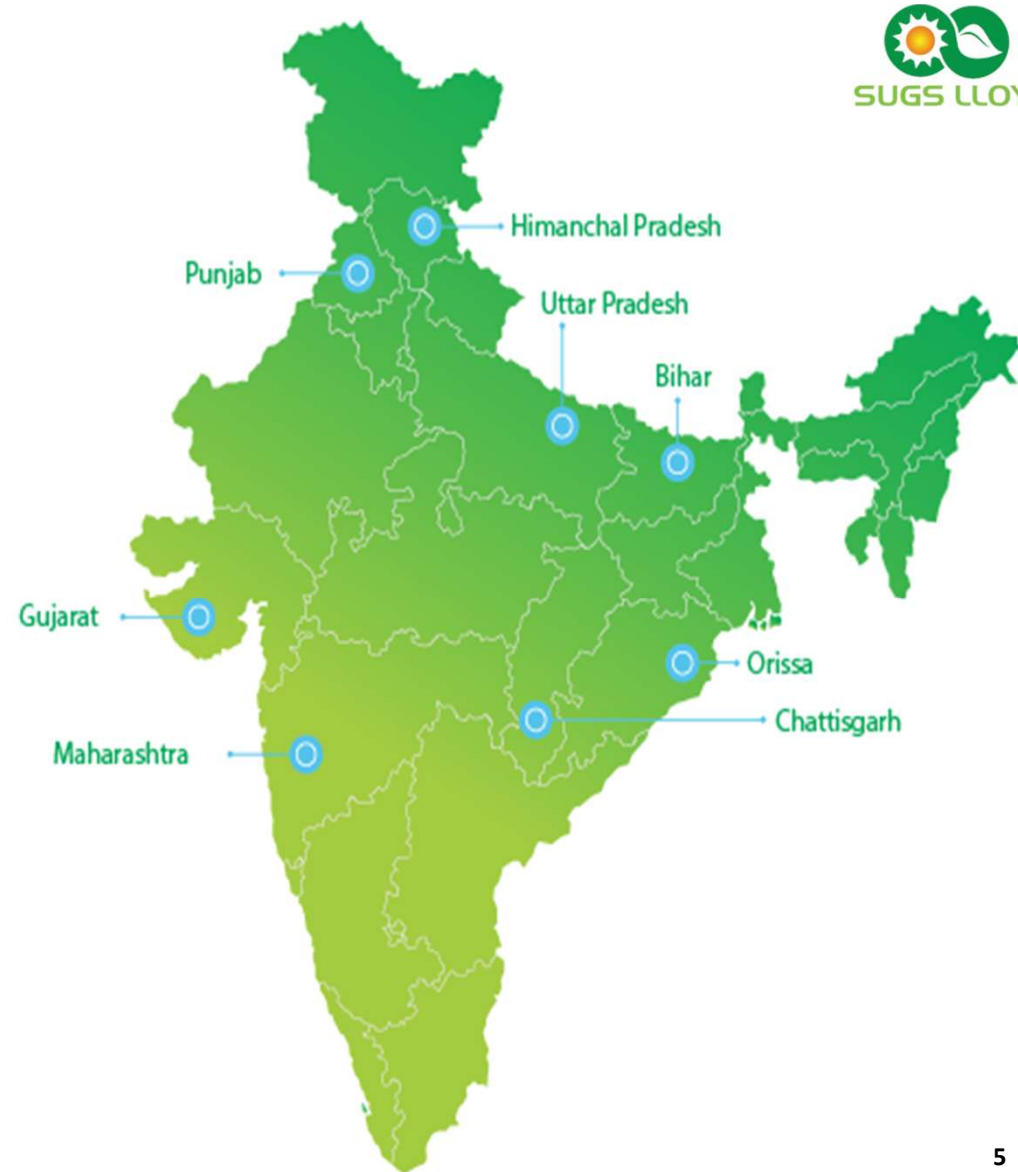 SUGS LLOY
Himanchal Pradesh
Punjab
Uttar Pradesh
Bihar
Gujarat
Orissa
Chattisgarh
Maharashtra
5